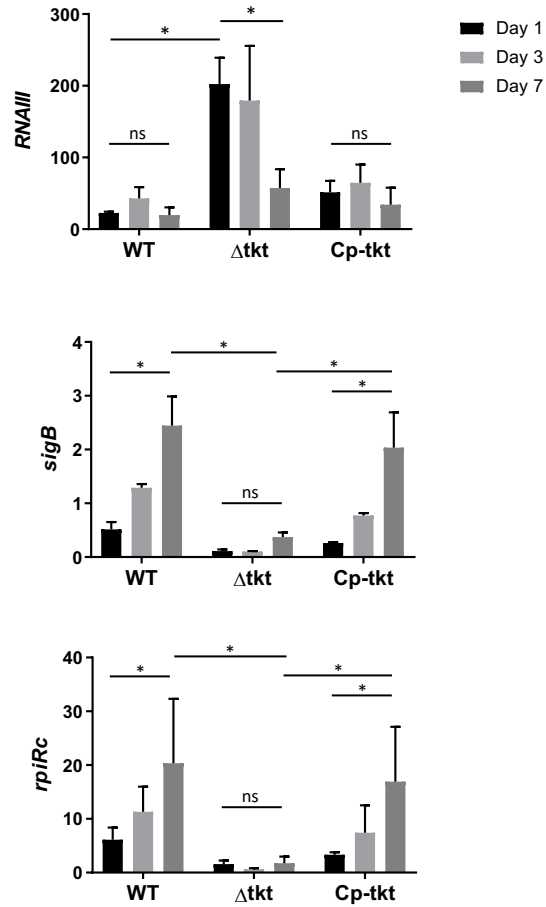 Day 1
Day 3
Day 7
RNAIII
300
200
100
0
*
*
ns
ns
WT
Δtkt
Cp-tkt
sigB
4
3
2
1
0
*
*
*
*
ns
WT
Δtkt
Cp-tkt
rpiRc
40
30
20
10
0
*
*
*
*
ns
WT
Δtkt
Cp-tkt